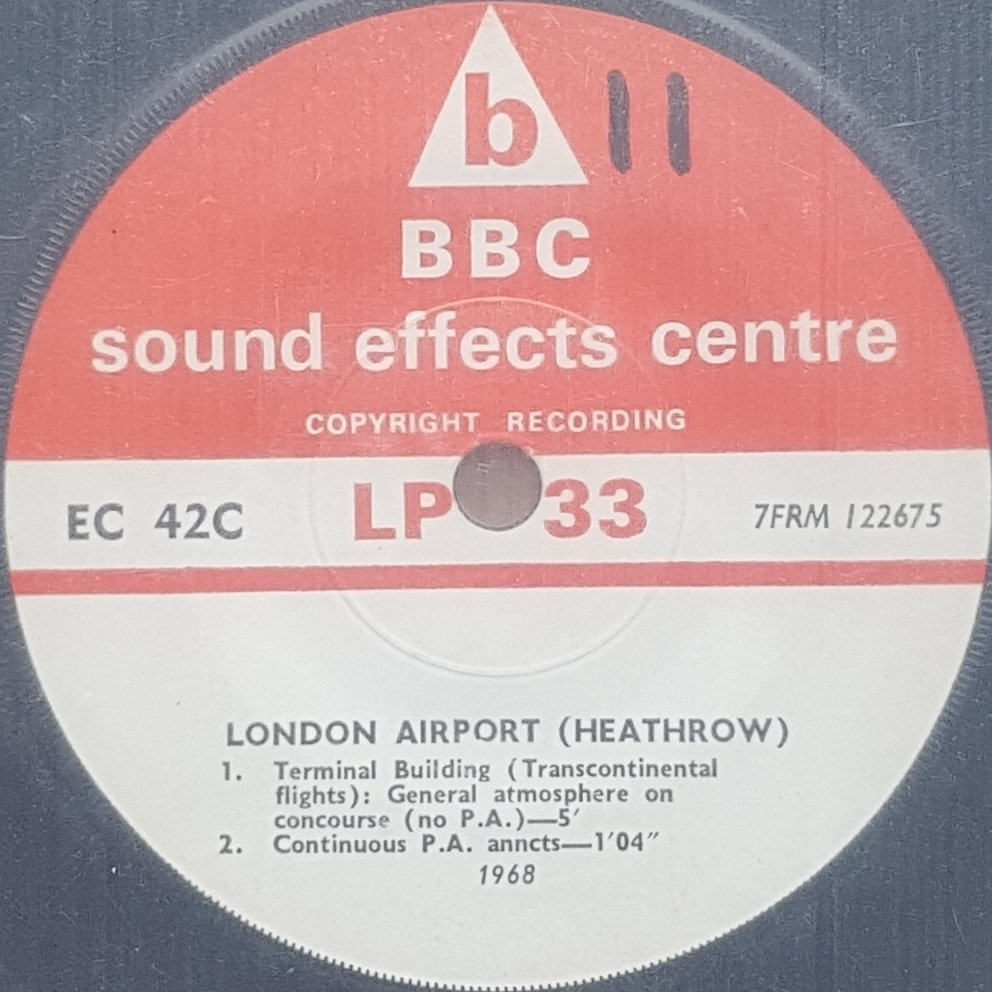 b 11
BBC
sound effects centre
COPYRIGHT RECORDING
EC 42C LP 33 7FRM 122675
LONDON AIRPORT (HEATHROW)
1. Terminal Building (Transcontinental
flights): General atmosphere on
concourse (no P.A.)—5′
2. Continuous P.A. anncts—1′04″
1968